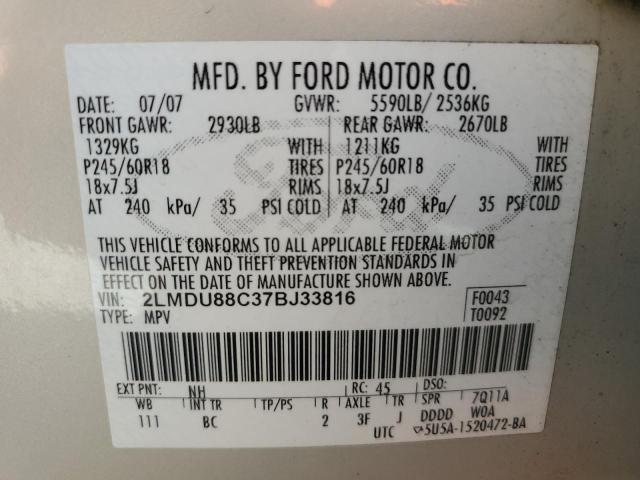 MFD. BY FORD MOTOR CO.
DATE: 07/07 GVWR: 5590LB/ 2536KG
FRONT GAWR: 2930LB REAR GAWR: 2670LB
1329KG WITH 1211KG WITH
P245/60R18 TIRES P245/60R18 TIRES
18x7.5J RIMS 18x7.5J RIMS
AT 240 kPa/ 35 PSI COLD AT 240 kPa/ 35 PSI COLD
THIS VEHICLE CONFORMS TO ALL APPLICABLE FEDERAL MOTOR
VEHICLE SAFETY AND THEFT PREVENTION STANDARDS IN
EFFECT ON THE DATE OF MANUFACTURE SHOWN ABOVE.
VIN: 2LMDU88C37BJ33816 F0043
TYPE: MPV T0092
EXT PNT: NH RC: 45 DSO:
WB INT TR TP/PS R AXLE TR SPR 7Q11A
111 BC 2 3F J DDDD W0A
UTC 5U5A-1520472-BA
Ford